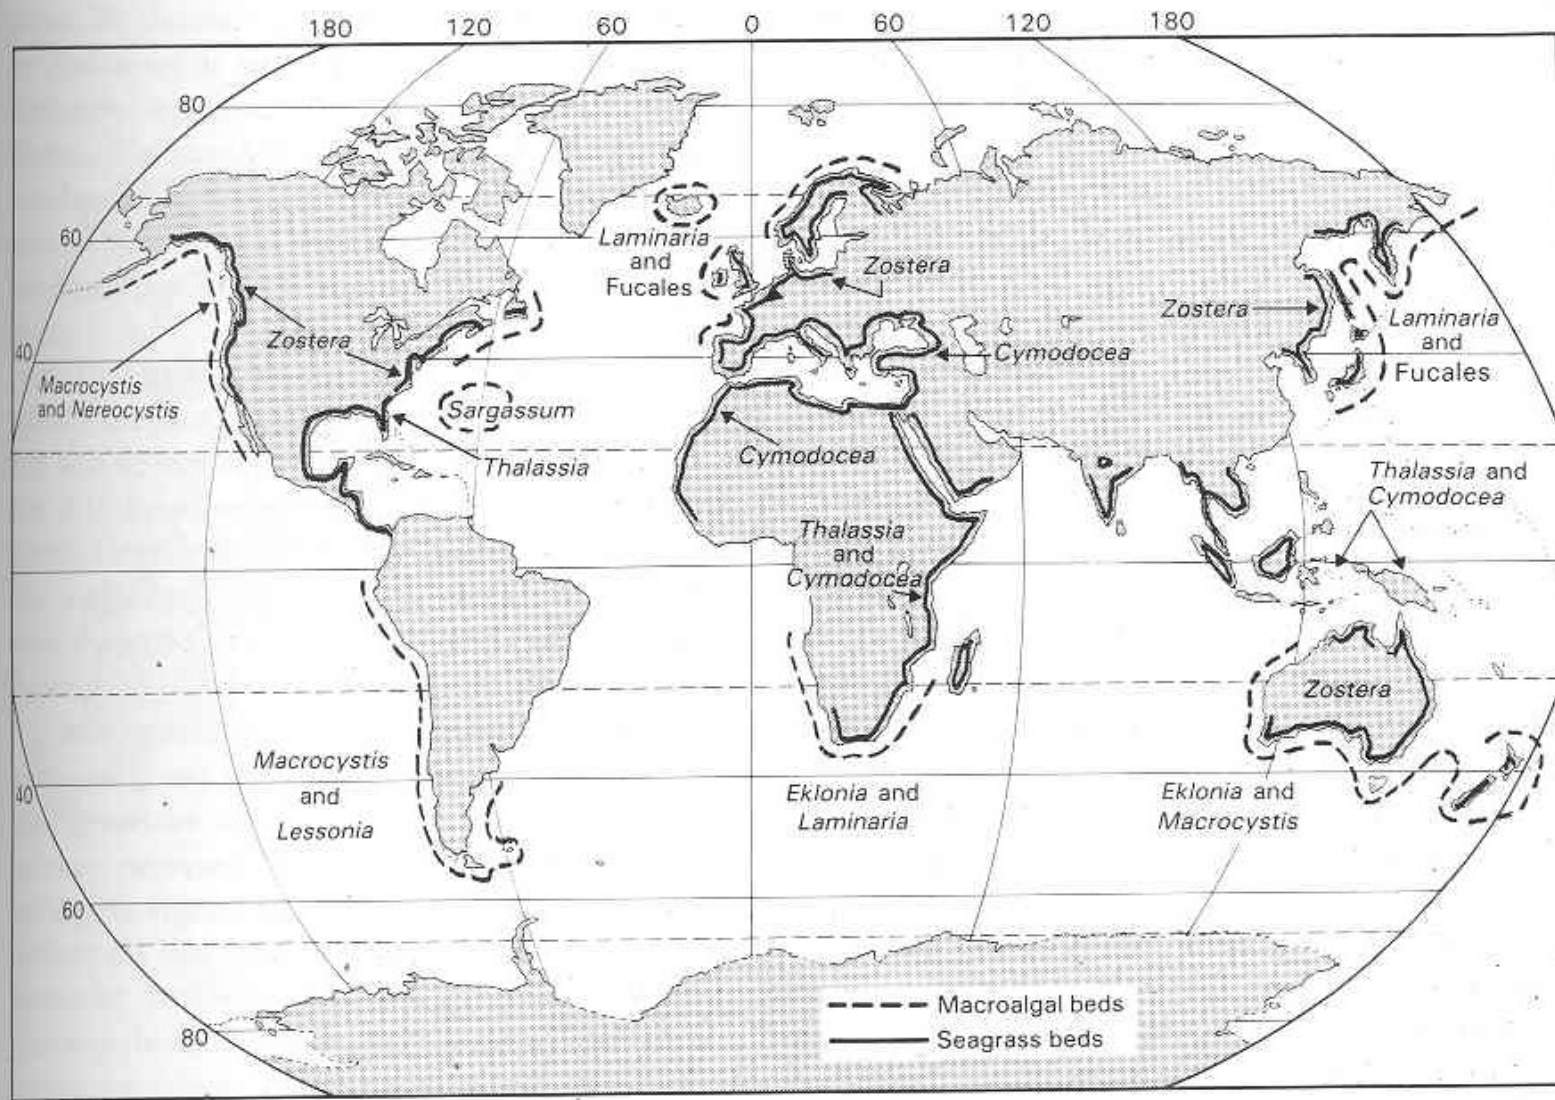 180 120 60 0 60 120 180
80
60
40
40
60
80
Laminaria
and
Fucales
Zostera
Zostera
Macrocystis
and Nereocystis
Sargassum
Thalassia
Cymodocea
Cymodocea
Thalassia
and
Cymodocea
Zostera
Laminaria
and
Fucales
Thalassia and
Cymodocea
Zostera
Macrocystis
and
Lessonia
Eklonia and
Laminaria
Eklonia and
Macrocystis
Macroalgal beds
Seagrass beds